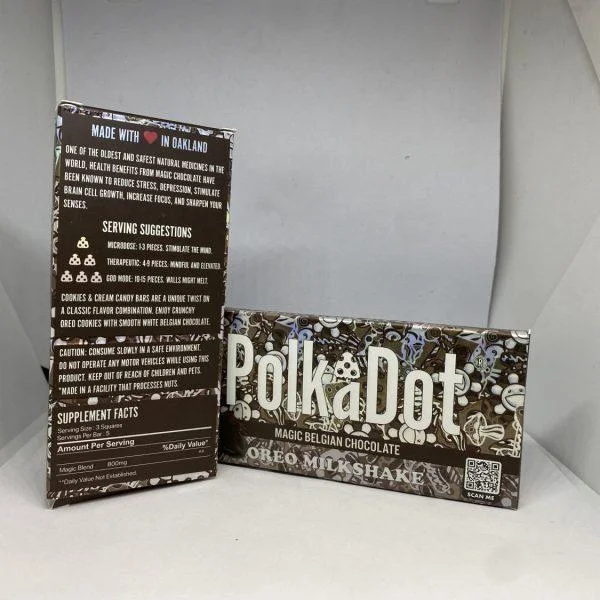 MADE WITH ❤ IN OAKLAND
ONE OF THE OLDEST AND SAFEST NATURAL MEDICINES IN THE
WORLD, HEALTH BENEFITS FROM MAGIC CHOCOLATE HAVE
BEEN KNOWN TO REDUCE STRESS, DEPRESSION, STIMULATE
BRAIN CELL GROWTH, INCREASE FOCUS, AND SHARPEN YOUR
SENSES.
SERVING SUGGESTIONS
MICRODOSE: 1-3 PIECES. STIMULATE THE MIND.
THERAPEUTIC: 4-9 PIECES. MINDFUL AND ELEVATED.
GOD MODE: 10-15 PIECES. WALLS MIGHT MELT.
COOKIES & CREAM CANDY BARS ARE A UNIQUE TWIST ON
A CLASSIC FLAVOR COMBINATION. ENJOY CRUNCHY
OREO COOKIES WITH SMOOTH WHITE BELGIAN CHOCOLATE.
CAUTION: CONSUME SLOWLY IN A SAFE ENVIRONMENT.
DO NOT OPERATE ANY MOTOR VEHICLES WHILE USING THIS
PRODUCT. KEEP OUT OF REACH OF CHILDREN AND PETS.
*MADE IN A FACILITY THAT PROCESSES NUTS.
SUPPLEMENT FACTS
Serving Size : 3 Squares
Servings Per Bar : 5
Amount Per Serving %Daily Value*
**
Magic Blend 800mg
**Daily Value Not Established.
PolkaDot
MAGIC BELGIAN CHOCOLATE
OREO MILKSHAKE
SCAN ME